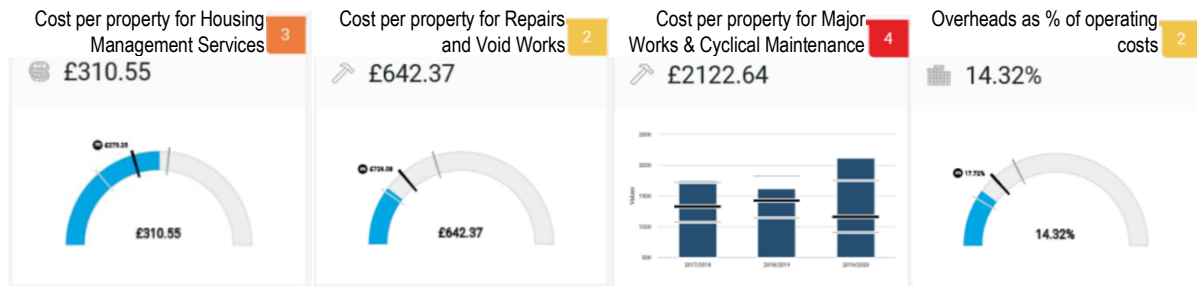 Cost per property for Housing
Management Services
3
£310.55
£275.25
£310.55
Cost per property for Repairs
and Void Works
2
£642.37
£726.08
£642.37
Cost per property for Major
Works & Cyclical Maintenance
4
£2122.64
2500
2000
1500
1000
500
Values
2017/2018
2018/2019
2019/2020
Overheads as % of operating
costs
2
14.32%
17.72%
14.32%